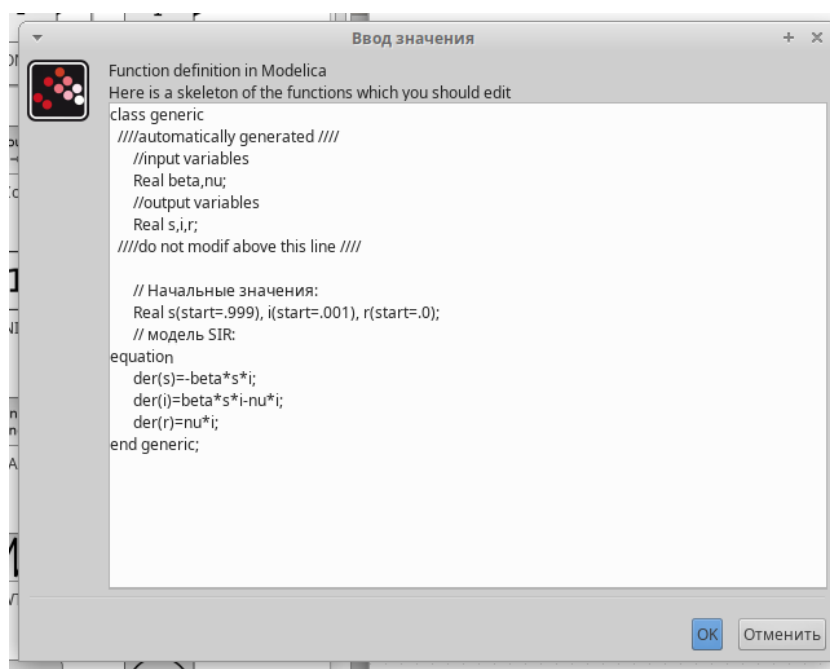 Ввод значения
Function definition in Modelica
Here is a skeleton of the functions which you should edit
class generic
////automatically generated ////
//input variables
Real beta,nu;
//output variables
Real s,i,r;
////do not modif above this line ////
// Начальные значения:
Real s(start=.999), i(start=.001), r(start=.0);
// модель SIR:
equation
der(s)=-beta*s*i;
der(i)=beta*s*i-nu*i;
der(r)=nu*i;
end generic;
OK
Отменить